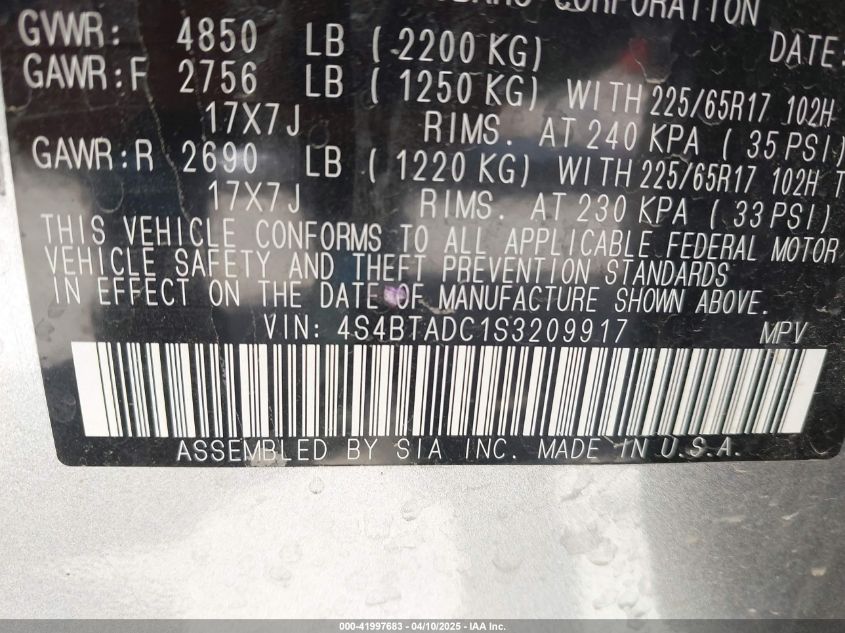 CORPORATION
GVWR: 4850 LB ( 2200 KG) DATE:
GAWR:F 2756 LB ( 1250 KG) WITH 225/65R17 102H
17X7J RIMS. AT 240 KPA ( 35 PSI)
GAWR:R 2690 LB ( 1220 KG) WITH 225/65R17 102H T
17X7J RIMS. AT 230 KPA ( 33 PSI)
THIS VEHICLE CONFORMS TO ALL APPLICABLE FEDERAL MOTOR
VEHICLE SAFETY AND THEFT PREVENTION STANDARDS
IN EFFECT ON THE DATE OF MANUFACTURE SHOWN ABOVE.
VIN: 4S4BTADC1S3209917 MPV
ASSEMBLED BY SIA INC. MADE IN U.S.A.
000-41997683 - 04/10/2025 - IAA Inc.